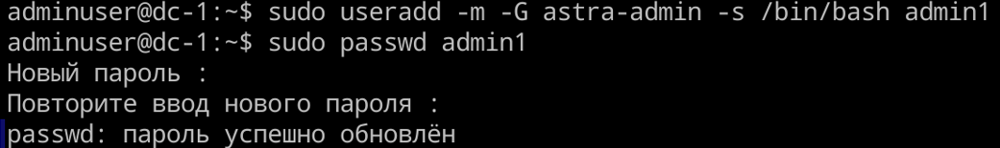 adminuser@dc-1:~$ sudo useradd -m -G astra-admin -s /bin/bash admin1
adminuser@dc-1:~$ sudo passwd admin1
Новый пароль :
Повторите ввод нового пароля :
passwd: пароль успешно обновлён